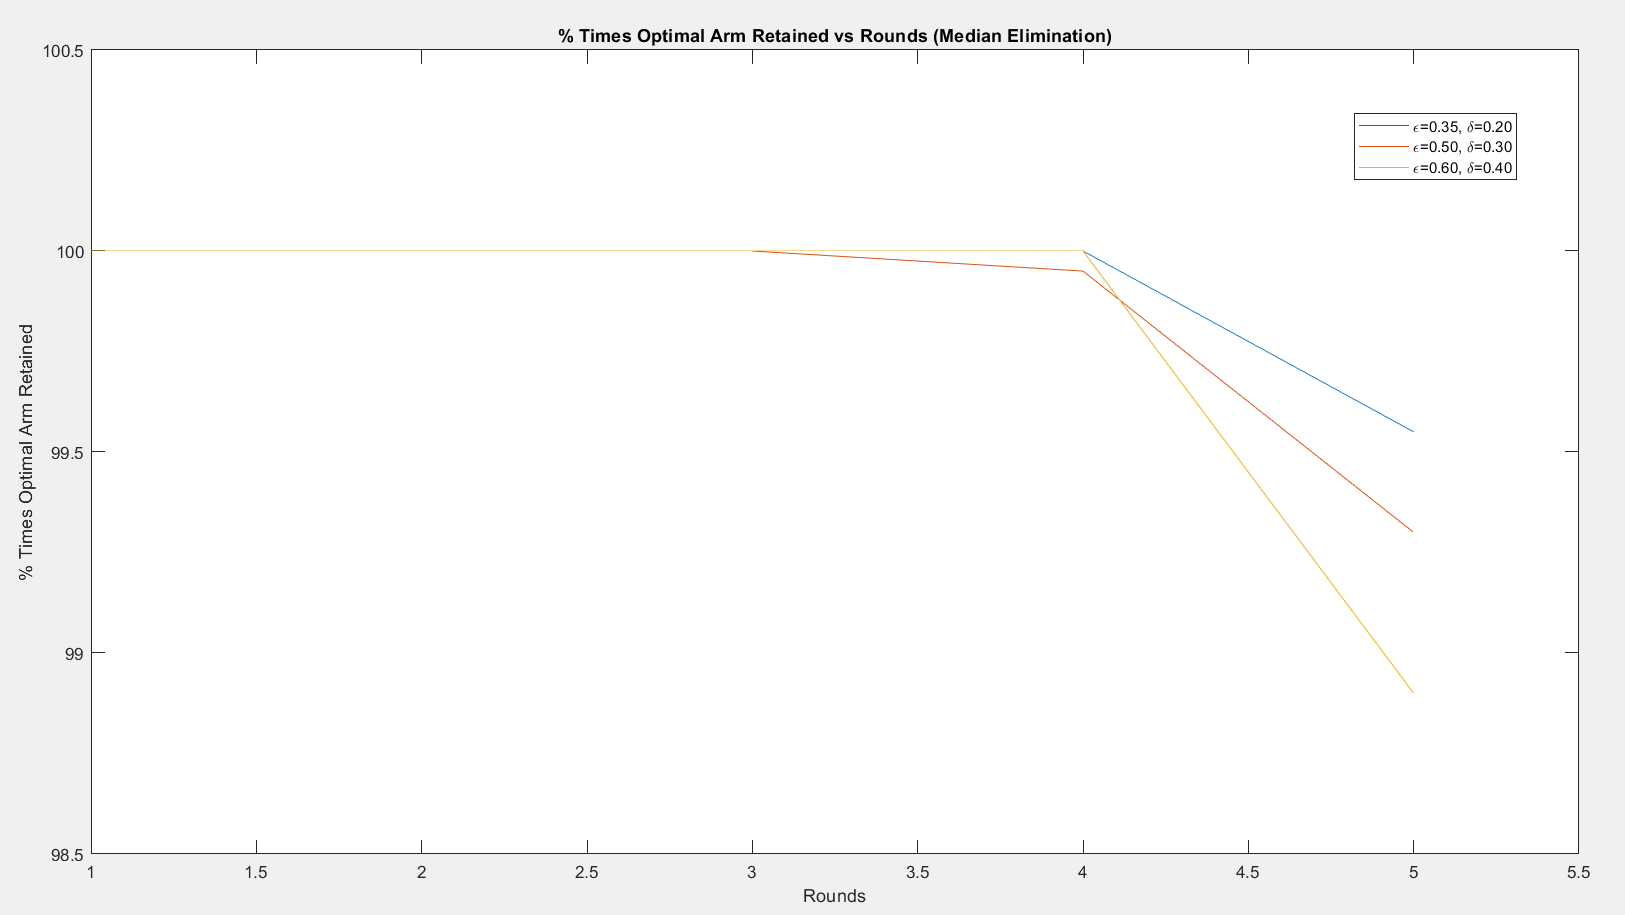 % Times Optimal Arm Retained vs Rounds (Median Elimination)
100.5
100
99.5
99
98.5
% Times Optimal Arm Retained
ϵ=0.35, δ=0.20
ϵ=0.50, δ=0.30
ϵ=0.60, δ=0.40
1 1.5 2 2.5 3 3.5 4 4.5 5 5.5
Rounds